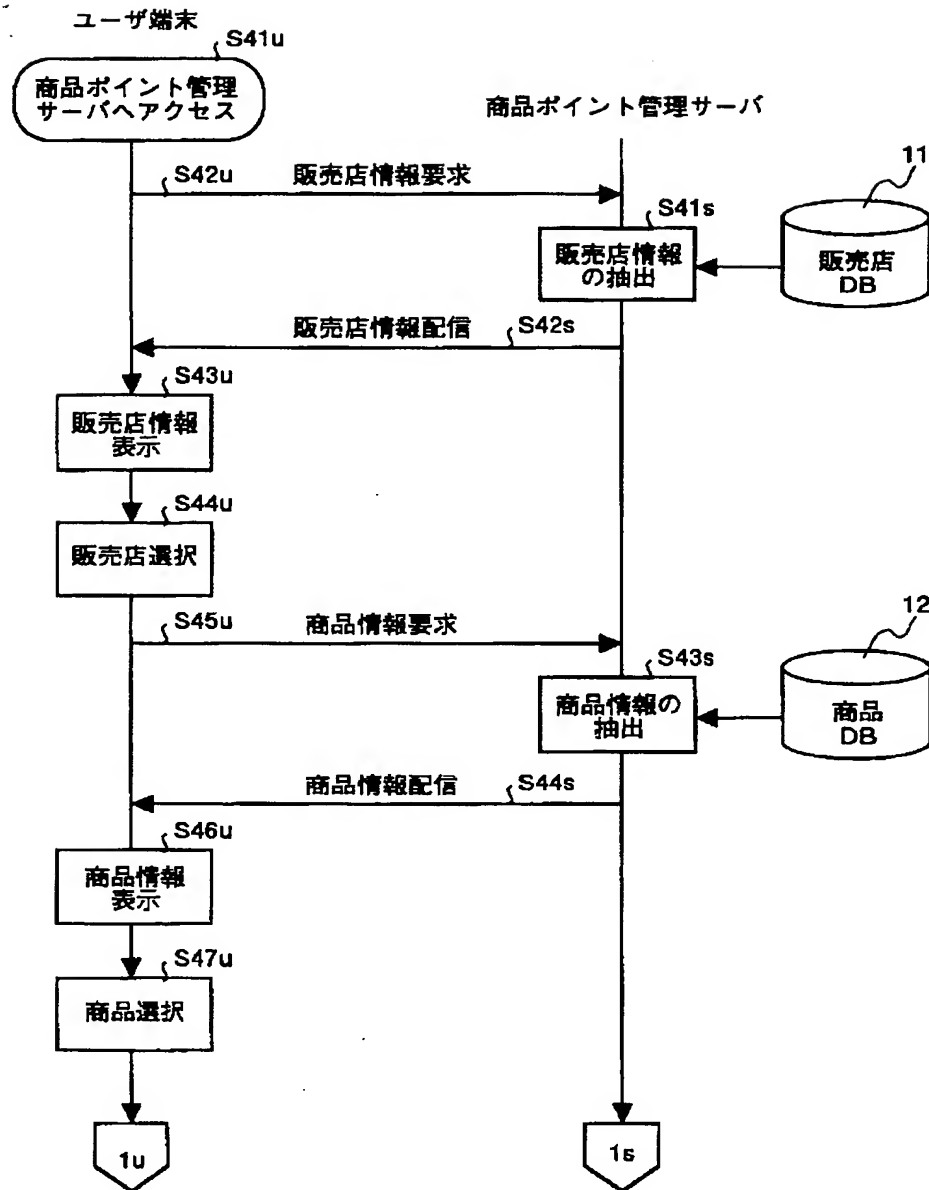 ユーザ端末
S41u
商品ポイント管理
サーバへアクセス
商品ポイント管理サーバ
S42u
販売店情報要求
11
S41s
販売店情報
の抽出
販売店
DB
販売店情報配信
S42s
S43u
販売店情報
表示
S44u
販売店選択
S45u
商品情報要求
12
S43s
商品情報の
抽出
商品
DB
商品情報配信
S44s
S46u
商品情報
表示
S47u
商品選択
1u
1s